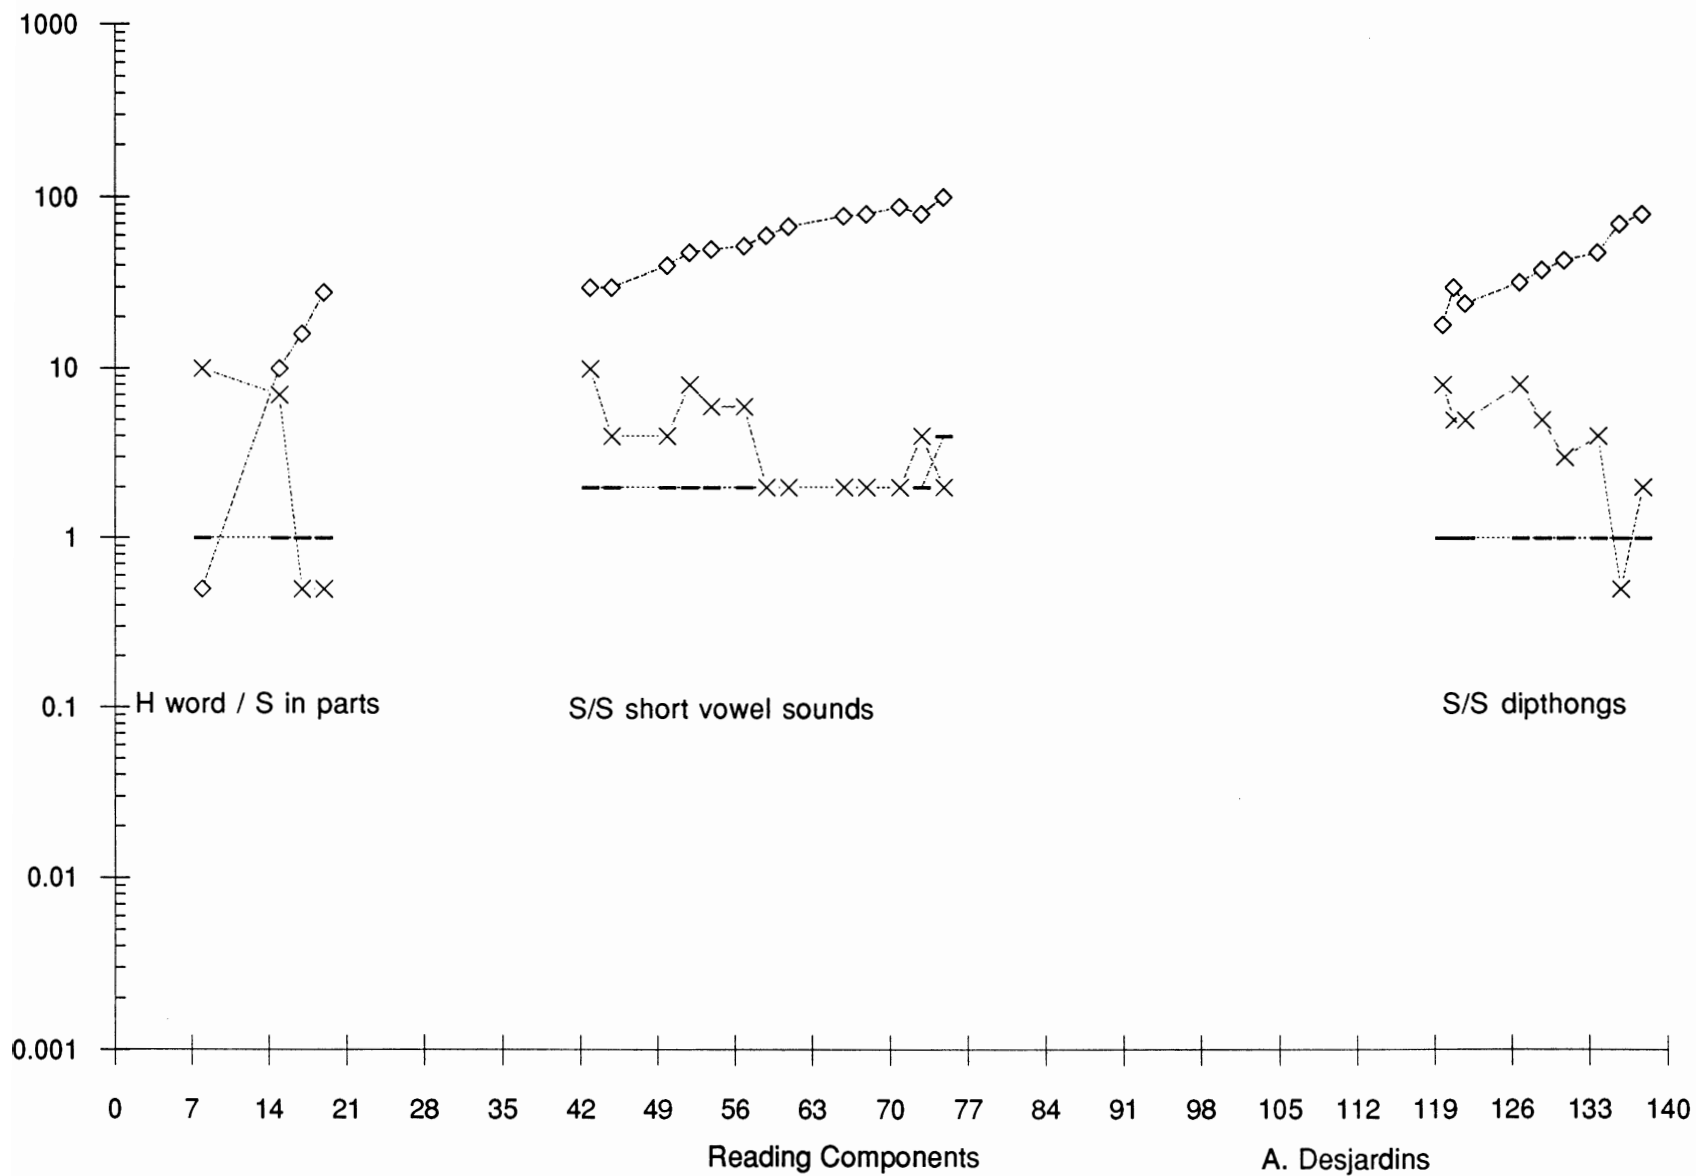 1000
100
10
1
0.1
0.01
0.001
H word / S in parts
S/S short vowel sounds
S/S dipthongs
0 7 14 21 28 35 42 49 56 63 70 77 84 91 98 105 112 119 126 133 140
Reading Components
A. Desjardins